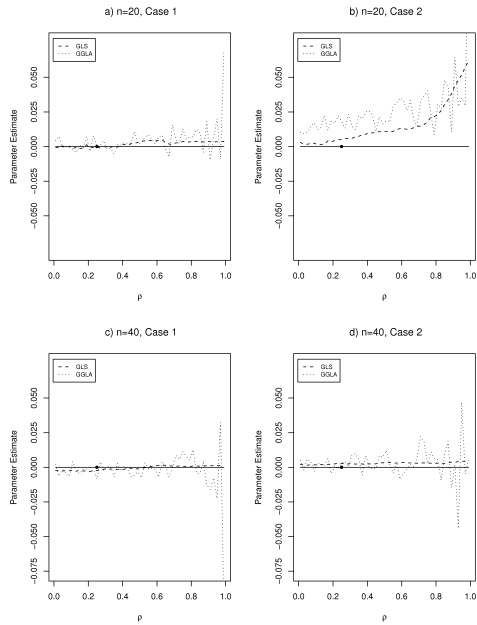 a) n=20, Case 1
GLS
GGLA
Parameter Estimate
0.050
0.025
0.000
−0.025
−0.050
0.0 0.2 0.4 0.6 0.8 1.0
ρ
b) n=20, Case 2
GLS
GGLA
Parameter Estimate
0.050
0.025
0.000
−0.025
−0.050
0.0 0.2 0.4 0.6 0.8 1.0
ρ
c) n=40, Case 1
GLS
GGLA
Parameter Estimate
0.050
0.025
0.000
−0.025
−0.050
−0.075
0.0 0.2 0.4 0.6 0.8 1.0
ρ
d) n=40, Case 2
GLS
GGLA
Parameter Estimate
0.050
0.025
0.000
−0.025
−0.050
−0.075
0.0 0.2 0.4 0.6 0.8 1.0
ρ